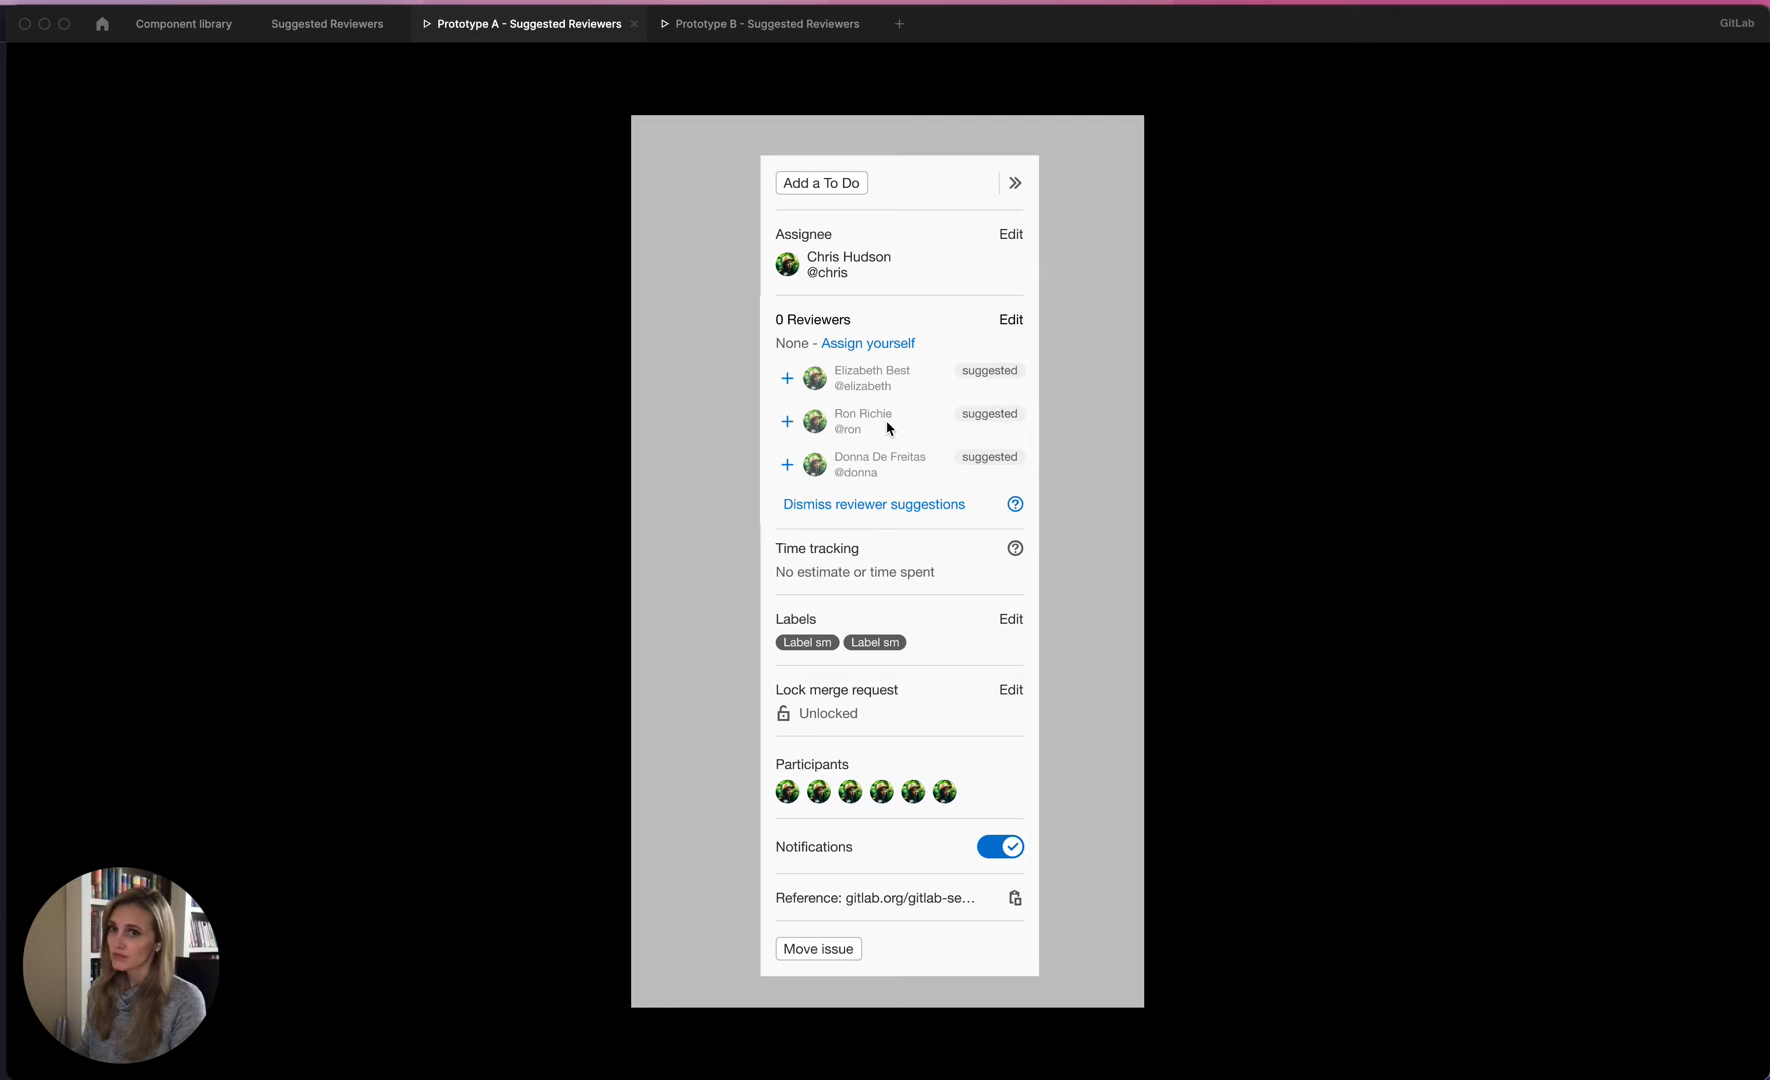 Component library
Suggested Reviewers
Prototype A - Suggested Reviewers
Prototype B - Suggested Reviewers
GitLab
Add a To Do
Assignee
Edit
Chris Hudson
@chris
0 Reviewers
Edit
None - Assign yourself
Elizabeth Best
@elizabeth
suggested
Ron Richie
@ron
suggested
Donna De Freitas
@donna
suggested
Dismiss reviewer suggestions
Time tracking
No estimate or time spent
Labels
Edit
Label sm
Label sm
Lock merge request
Edit
Unlocked
Participants
Notifications
Reference: gitlab.org/gitlab-se...
Move issue